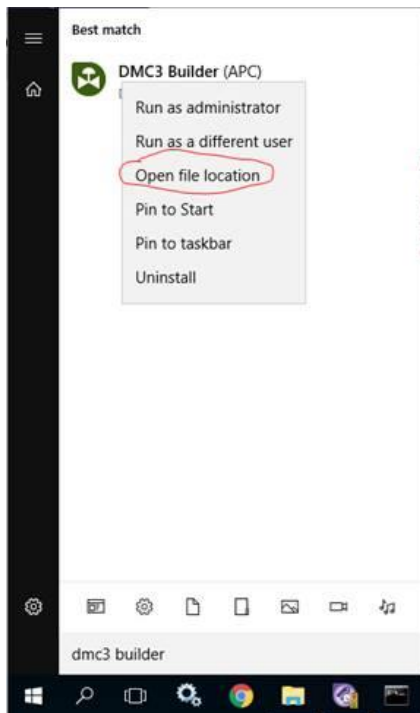 Best match
DMC3 Builder (APC)
Run as administrator
Run as a different user
Open file location
Pin to Start
Pin to taskbar
Uninstall
dmc3 builder